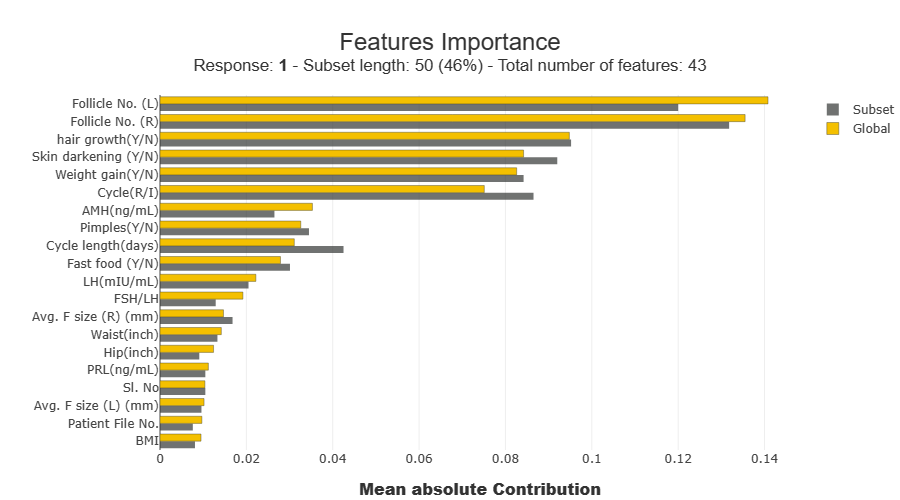 Features Importance
Response: 1 - Subset length: 50 (46%) - Total number of features: 43
Follicle No. (L)
Follicle No. (R)
hair growth(Y/N)
Skin darkening (Y/N)
Weight gain(Y/N)
Cycle(R/I)
AMH(ng/mL)
Pimples(Y/N)
Cycle length(days)
Fast food (Y/N)
LH(mIU/mL)
FSH/LH
Avg. F size (R) (mm)
Waist(inch)
Hip(inch)
PRL(ng/mL)
Sl. No
Avg. F size (L) (mm)
Patient File No.
BMI
0 0.02 0.04 0.06 0.08 0.1 0.12 0.14
Mean absolute Contribution
Subset
Global